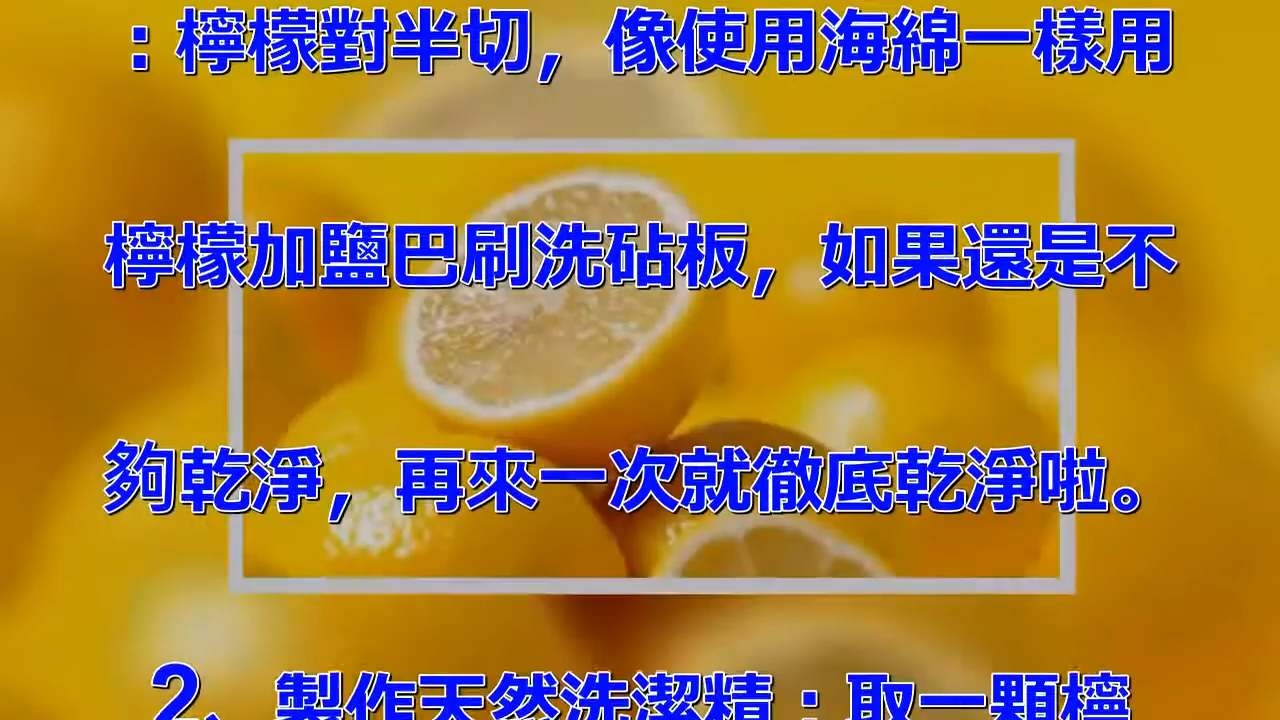 ：檸檬對半切，像使用海綿一樣用
檸檬加鹽巴刷洗砧板，如果還是不
夠乾淨，再來一次就徹底乾淨啦。
2、製作天然洗潔精：取一顆檸